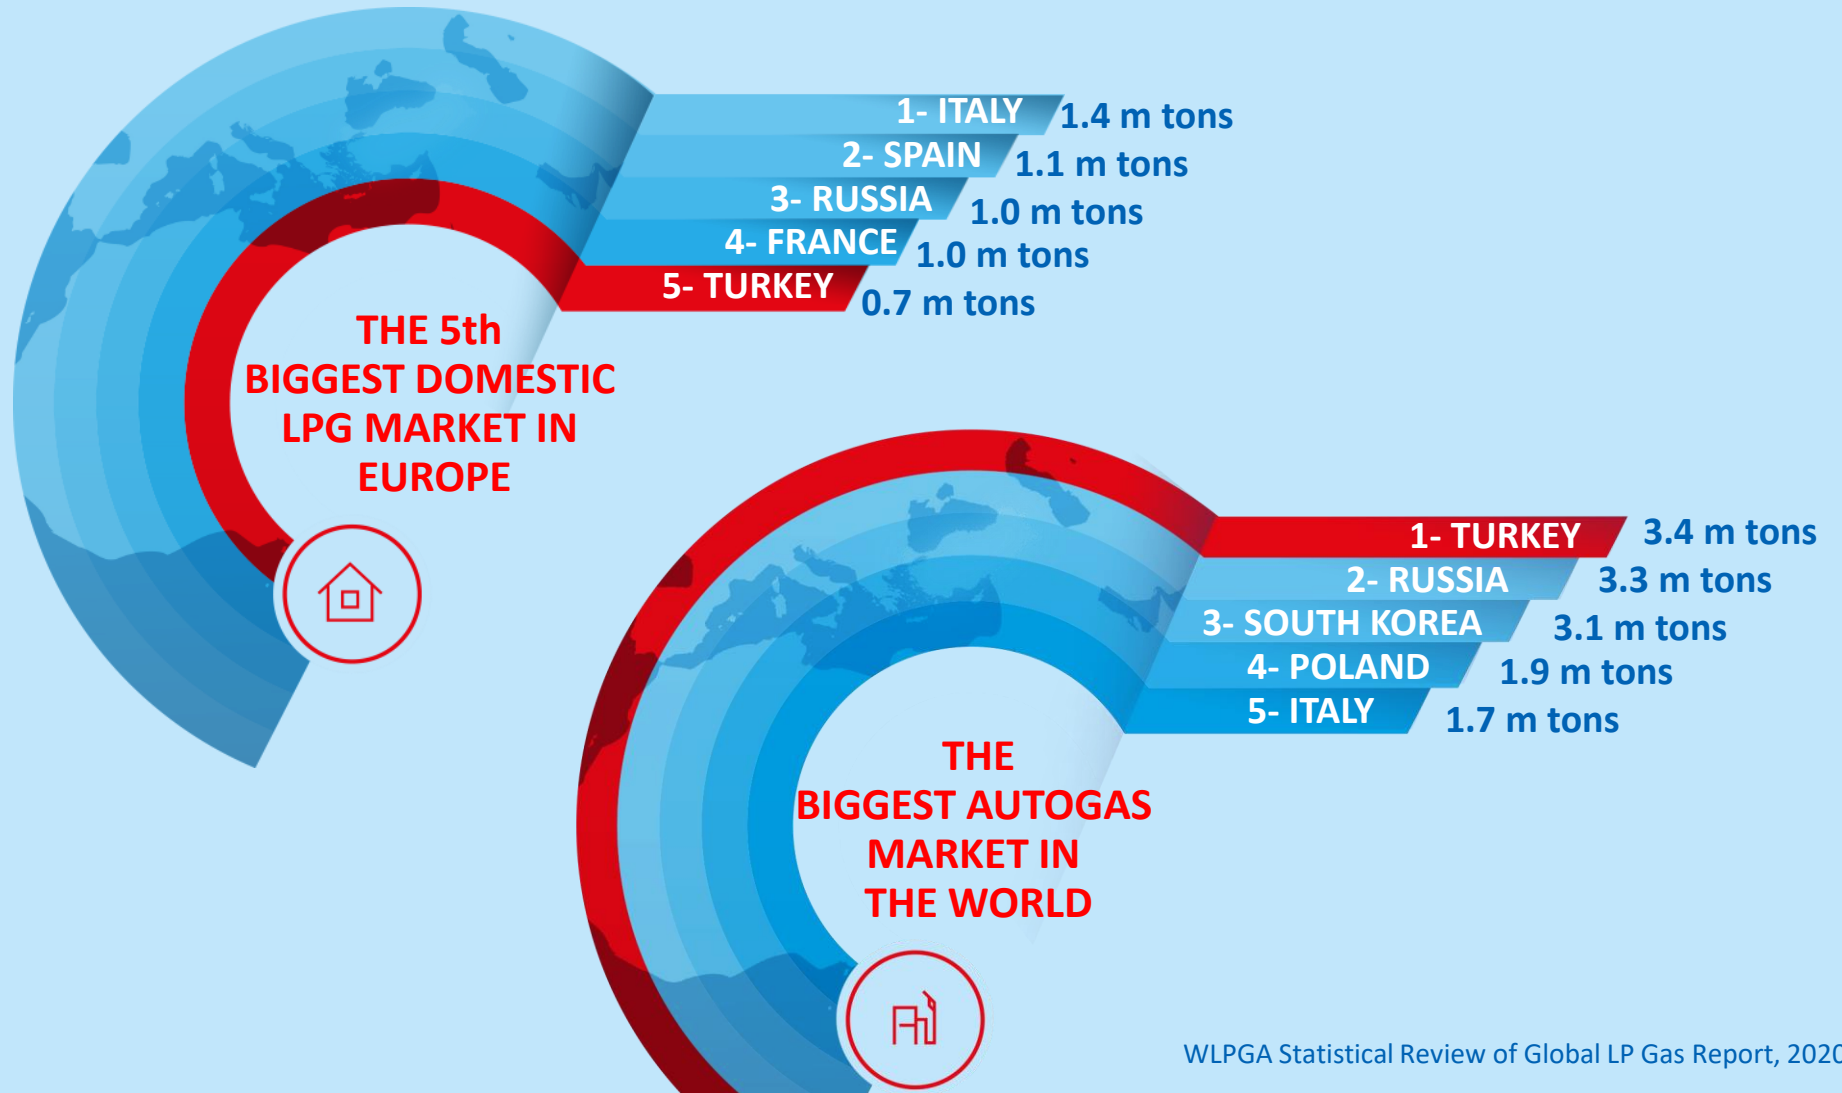 1- ITALY 1.4 m tons
2- SPAIN 1.1 m tons
3- RUSSIA 1.0 m tons
4- FRANCE 1.0 m tons
5- TURKEY 0.7 m tons
THE 5th
BIGGEST DOMESTIC
LPG MARKET IN
EUROPE
1- TURKEY 3.4 m tons
2- RUSSIA 3.3 m tons
3- SOUTH KOREA 3.1 m tons
4- POLAND 1.9 m tons
5- ITALY 1.7 m tons
THE
BIGGEST AUTOGAS
MARKET IN
THE WORLD
WLPGA Statistical Review of Global LP Gas Report, 2020